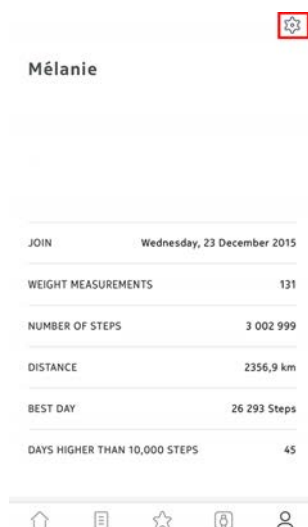 Mélanie
JOIN Wednesday, 23 December 2015
WEIGHT MEASUREMENTS 131
NUMBER OF STEPS 3 002 999
DISTANCE 2356,9 km
BEST DAY 26 293 Steps
DAYS HIGHER THAN 10,000 STEPS 45